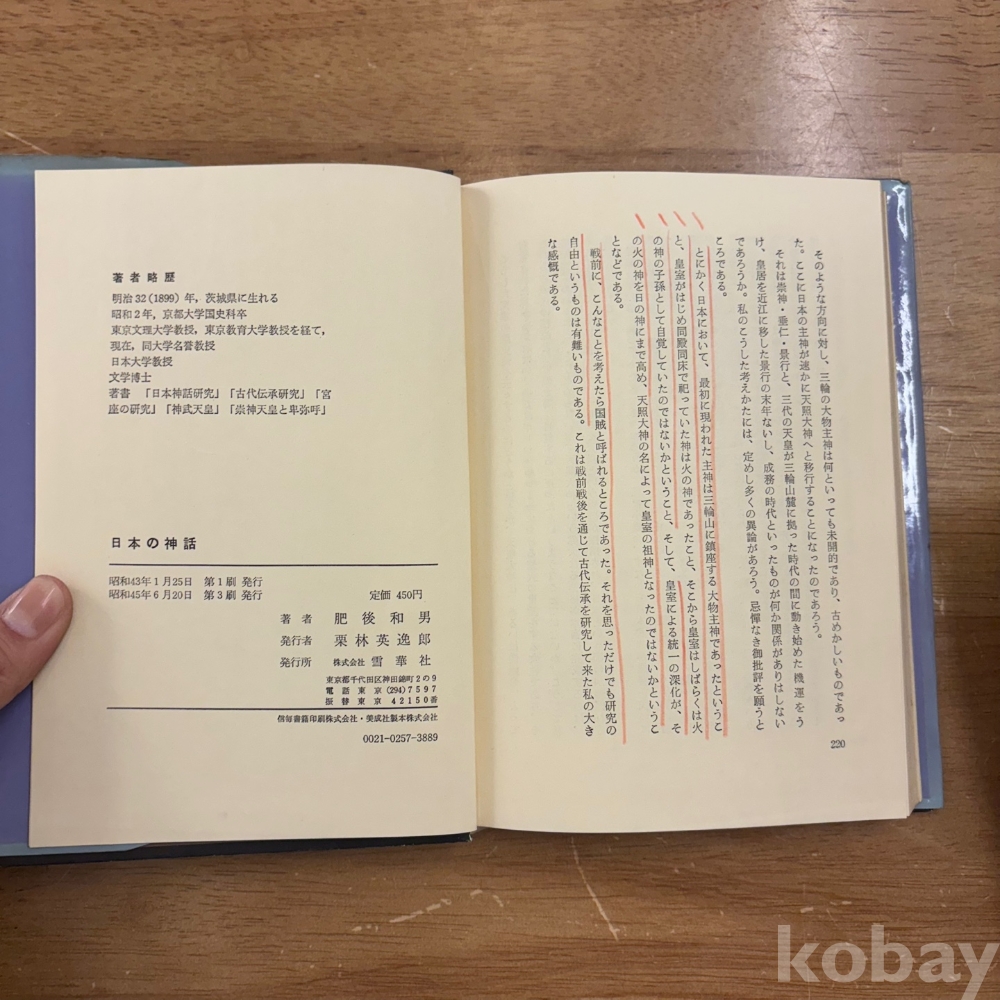 そのような方向に対し、三輪の大物主神は何といっても未開的であり、古めかしいものであっ
た。ここに日本の主神が速かに天照大神へと移行することになったのであろう。
それは崇神・垂仁・景行と、三代の天皇が三輪山麓に拠った時代の間に動き始めた機運をう
け、皇居を近江に移した景行の末年ないし、成務の時代といったものが何か関係がありはしない
であろうか。私のこうした考えかたには、定めし多くの異論があろう。忌憚なき御批評を願うと
ころである。
とにかく日本において、最初に現われた主神は三輪山に鎮座する大物主神であったというこ
と、皇室がはじめ同殿同床で祀っていた神は火の神であったこと、そこから皇室はしばらくは火
の神の子孫として自覚していたのではないかということ、そして、皇室による統一の深化が、そ
の火の神を日の神にまで高め、天照大神の名によって皇室の祖神となったのではないかというこ
となどである。
戦前に、こんなことを考えたら国賊と呼ばれるところであった。それを思っただけでも研究の
自由というものは有難いものである。これは戦前戦後を通じて古代伝承を研究して来た私の大き
な感慨である。
220
著者略歴
明治32(1899)年,茨城県に生れる
昭和2年,京都大学国史科卒
東京文理大学教授,東京教育大学教授を経て,
現在,同大学名誉教授
日本大学教授
文学博士
著書 「日本神話研究」「古代伝承研究」「宮
座の研究」「神武天皇」「崇神天皇と卑弥呼」
日本の神話
昭和43年1月25日 第1刷 発行
昭和45年6月20日 第3刷 発行
定価 450円
著者 肥後和男
発行者 栗林英逸郎
発行所 株式会社 雪華社
東京都千代田区神田錦町2の9
電話 東京 (294) 7597
振替 東京 42150番
信毎書籍印刷株式会社・美成社製本株式会社
0021-0257-3889
kobay